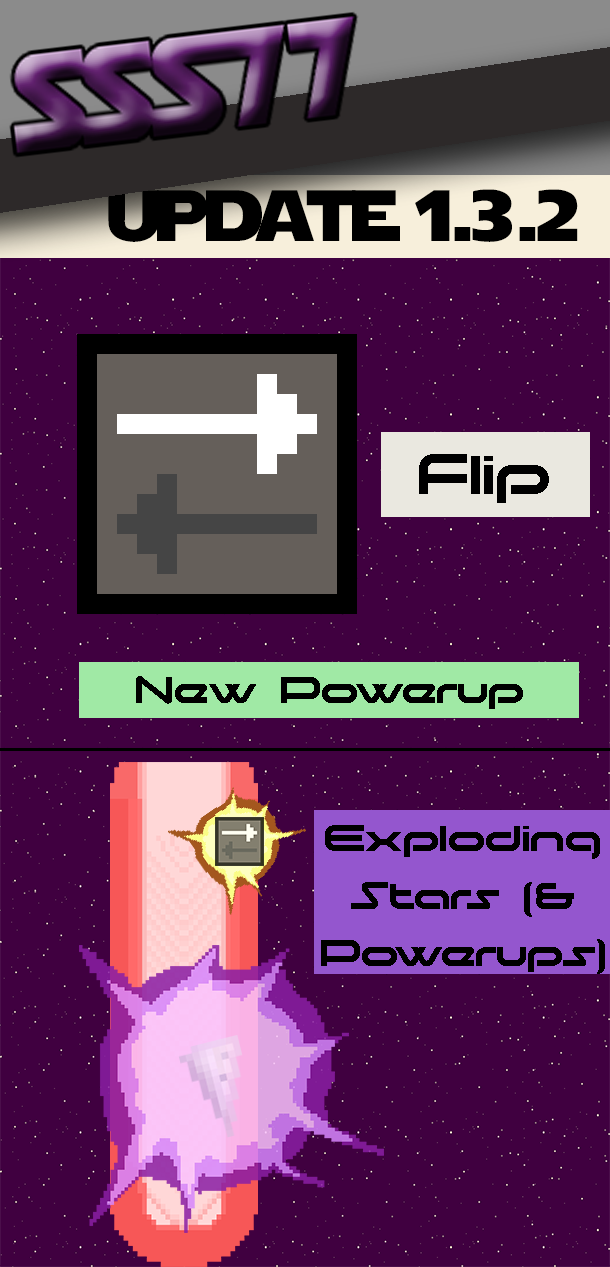 SSS77
UPDATE 1.3.2
Flip
New Powerup
Exploding
Stars (&
Powerups)